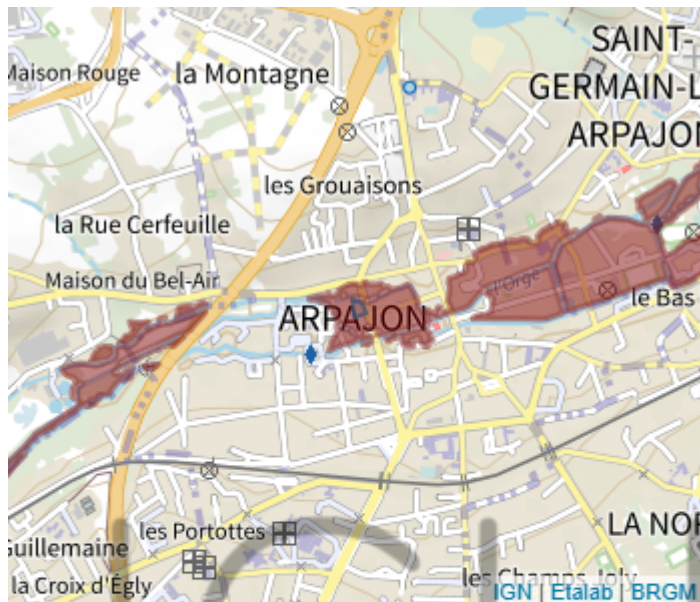 SAINT-
GERMAIN-L
ARPAJON
Maison Rouge
la Montagne
les Grouaisons
la Rue Cerfeuille
Maison du Bel-Air
l'Orge
le Bas
ARPAJON
LA NOR
les Portottes
Guillemaine
la Croix d'Égly
les Champs Joly
IGN | Etalab | BRGM